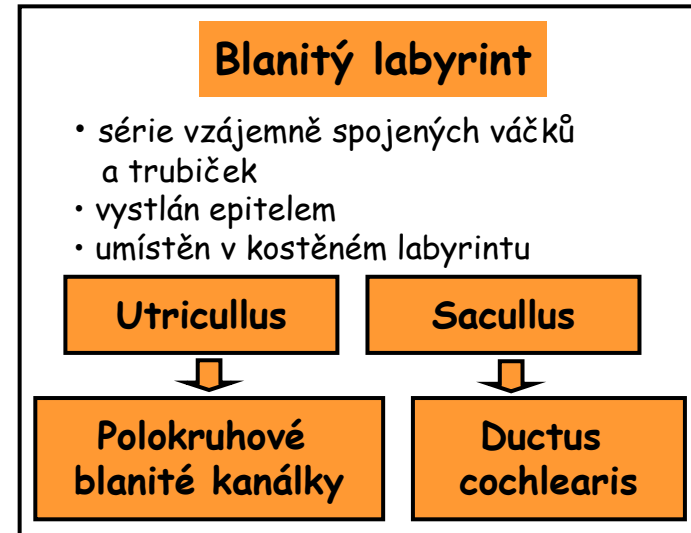 Blanitý labyrint
• série vzájemně spojených váčků
a trubiček
• vystlán epitelem
• umístěn v kostěném labyrintu
Utricullus
Sacullus
Polokruhové
blanité kanálky
Ductus
cochlearis